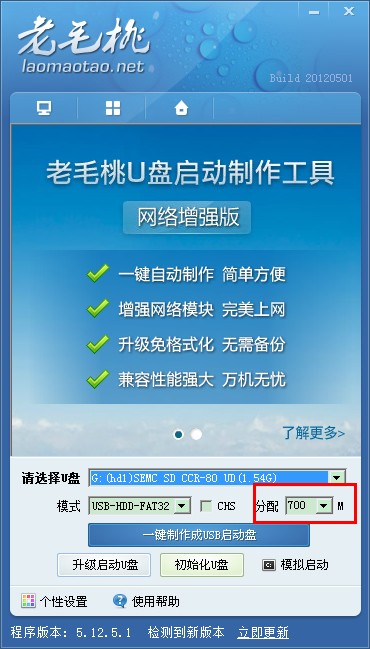 老毛桃
laomaotao.net
Build 20120501
老毛桃U盘启动制作工具
网络增强版
一键自动制作 简单方便
增强网络模块 完美上网
升级免格式化 无需备份
兼容性能强大 万机无忧
了解更多>
请选择U盘 G:(hd1)SEMC SD CCR-80 UD(1.54G)
模式 USB-HDD-FAT32 CHS 分配 700 M
一键制作成USB启动盘
升级启动U盘 初始化U盘 模拟启动
个性设置 使用帮助
程序版本: 5.12.5.1 检测到新版本 立即更新